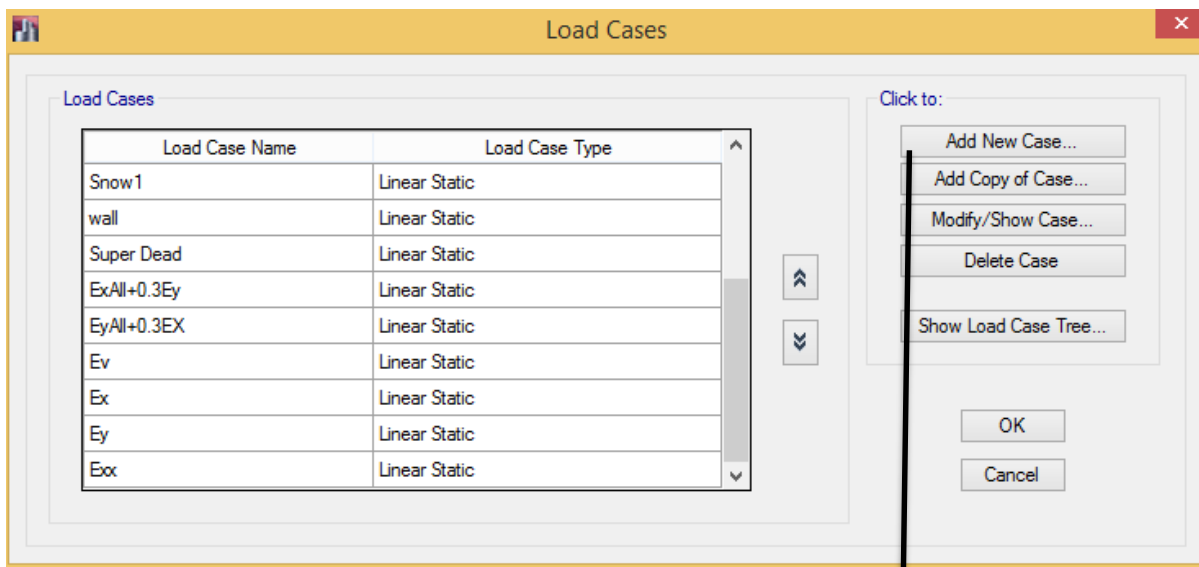 Load Cases
Load Cases
Click to:
Load Case Name Load Case Type
Snow1 Linear Static
wall Linear Static
Super Dead Linear Static
ExAll+0.3Ey Linear Static
EyAll+0.3EX Linear Static
Ev Linear Static
Ex Linear Static
Ey Linear Static
Exx Linear Static
Add New Case...
Add Copy of Case...
Modify/Show Case...
Delete Case
Show Load Case Tree...
OK
Cancel